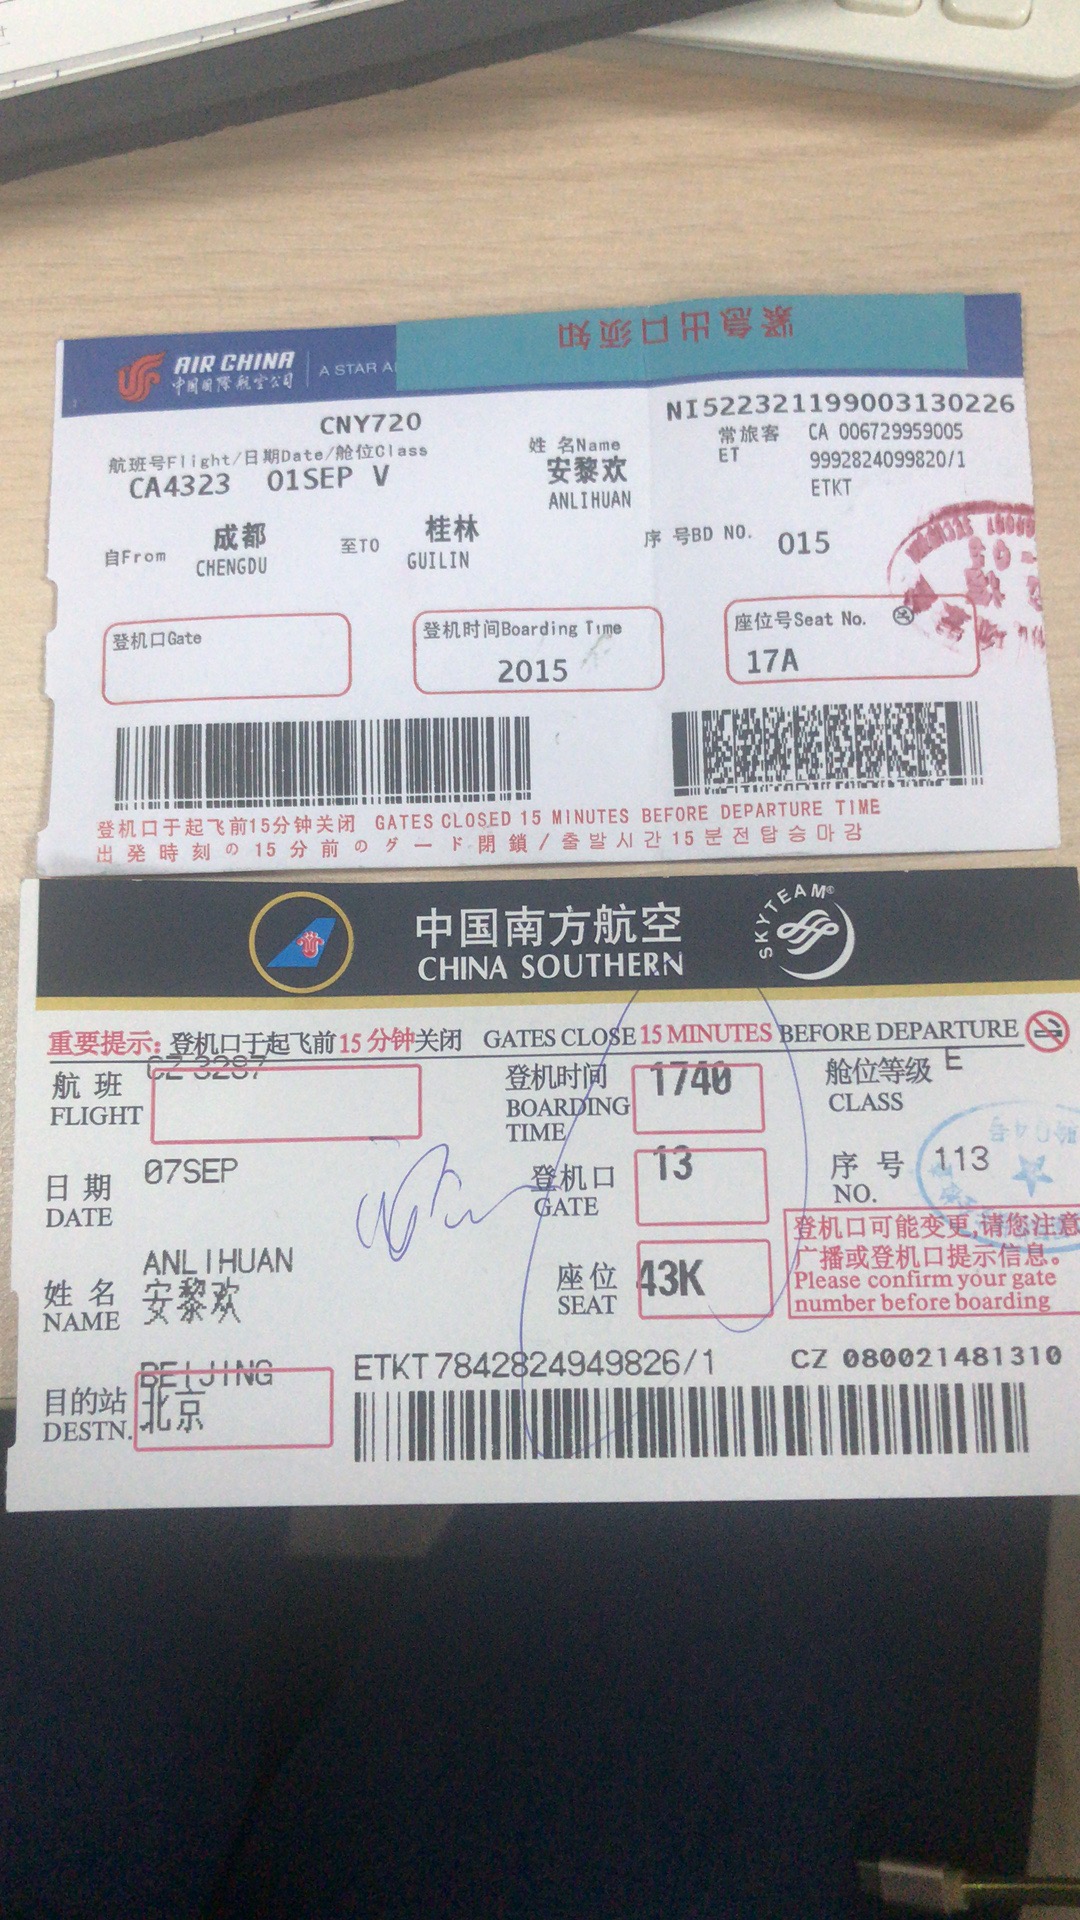 紧急出口须知
AIR CHINA
中国国际航空公司
A STAR A
CNY720
NI522321199003130226
航班号Flight/日期Date/舱位Class
姓 名Name
常旅客 CA 006729959005
CA4323 01SEP V
安黎欢
ET 9992824099820/1
ANLIHUAN
ETKT
自From 成都 至TO 桂林
CHENGDU GUILIN
序 号BD NO. 015
登机口Gate
登机时间Boarding Time
座位号Seat No.
2015
17A
登机口于起飞前15分钟关闭 GATES CLOSED 15 MINUTES BEFORE DEPARTURE TIME
出発時刻の15分前のゲード閉鎖/출발시간15분전탑승마감
中国南方航空
CHINA SOUTHERN
SKYTEAM
重要提示:登机口于起飞前15分钟关闭 GATES CLOSE 15 MINUTES BEFORE DEPARTURE
航 班 CZ 3287
FLIGHT
登机时间 1740
BOARDING
TIME
舱位等级 E
CLASS
日 期 07SEP
DATE
登机口 13
GATE
序 号 113
NO.
登机口可能变更,请您注意
广播或登机口提示信息。
Please confirm your gate
number before boarding
ANLIHUAN
姓 名 安黎欢
NAME
座位 43K
SEAT
BEIJING
目的站 北京
DESTN.
ETKT7842824949826/1
CZ 080021481310